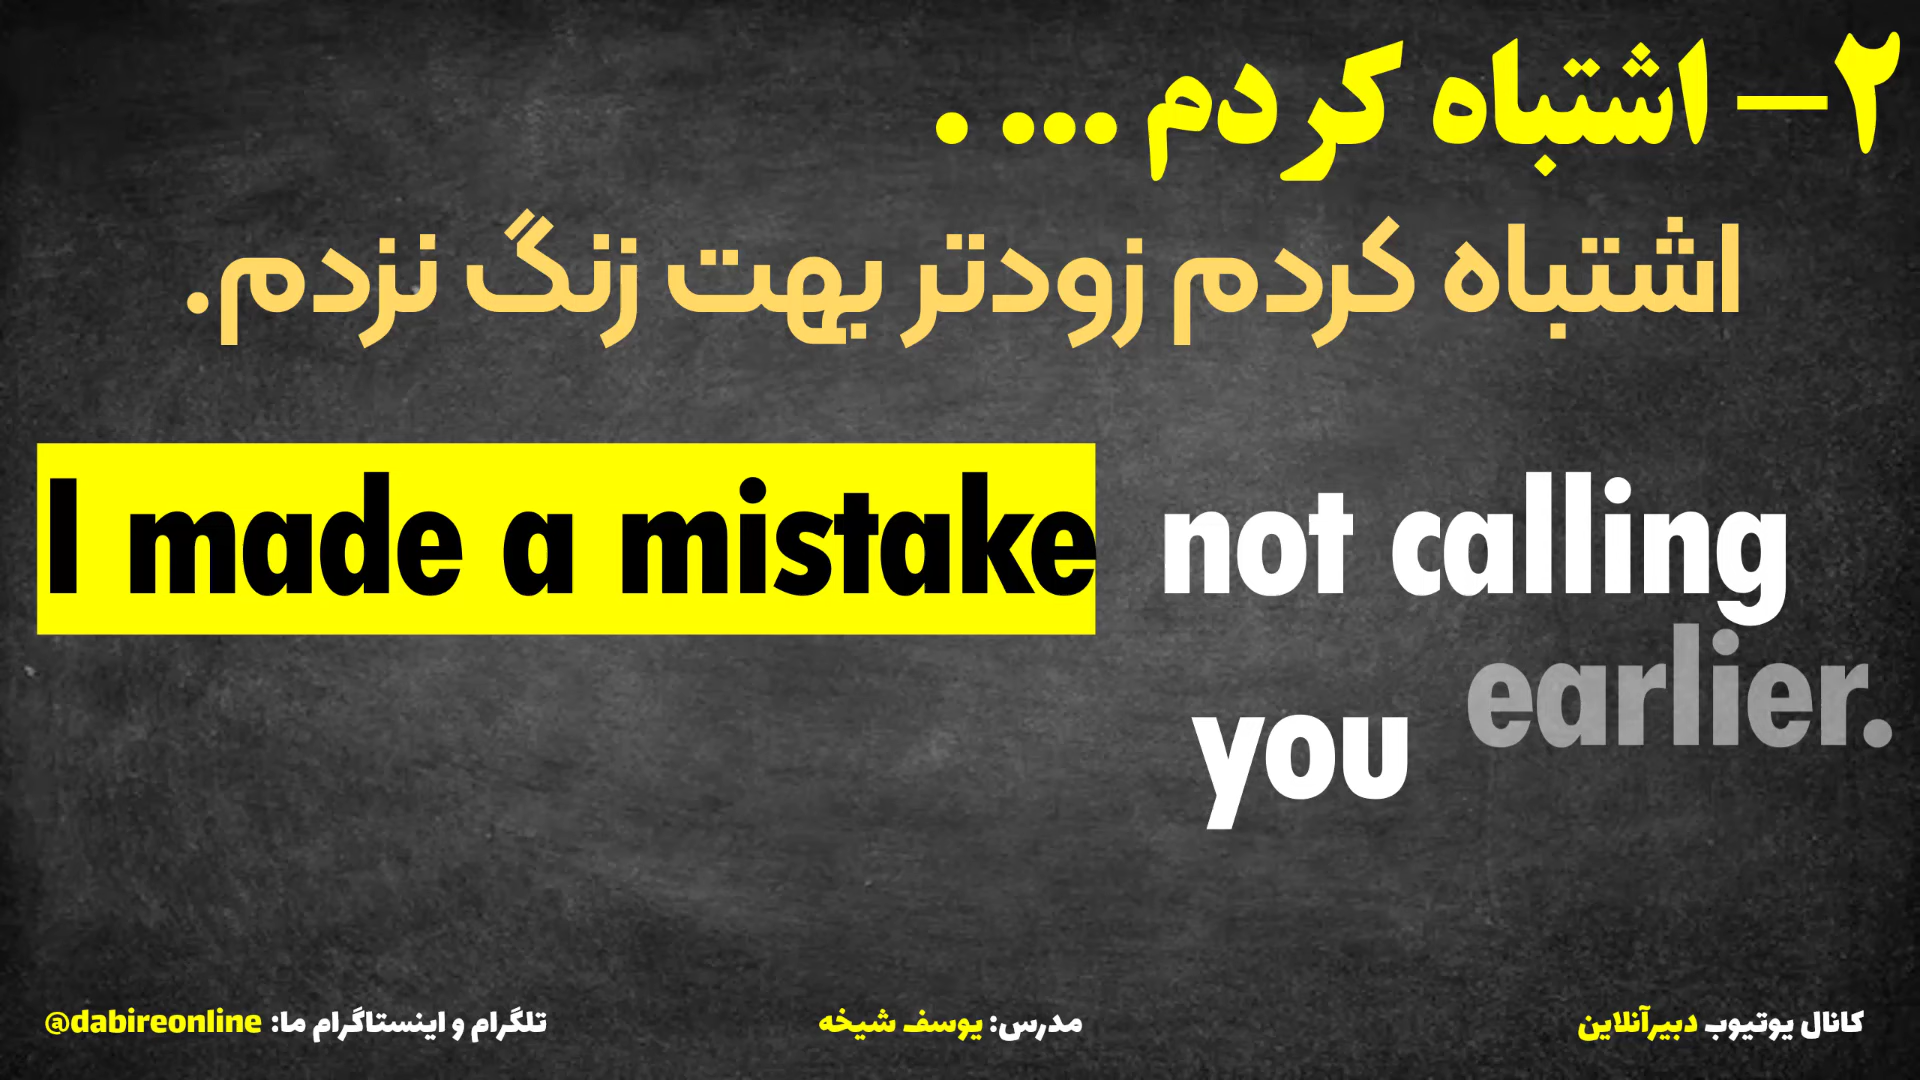 ۲– اشتباه کردم ... .
اشتباه کردم زودتر بهت زنگ نزدم.
I made a mistake not calling
you earlier.
کانال یوتیوب دبیرآنلاین
مدرس: یوسف شیخه
تلگرام و اینستاگرام ما: @dabireonline